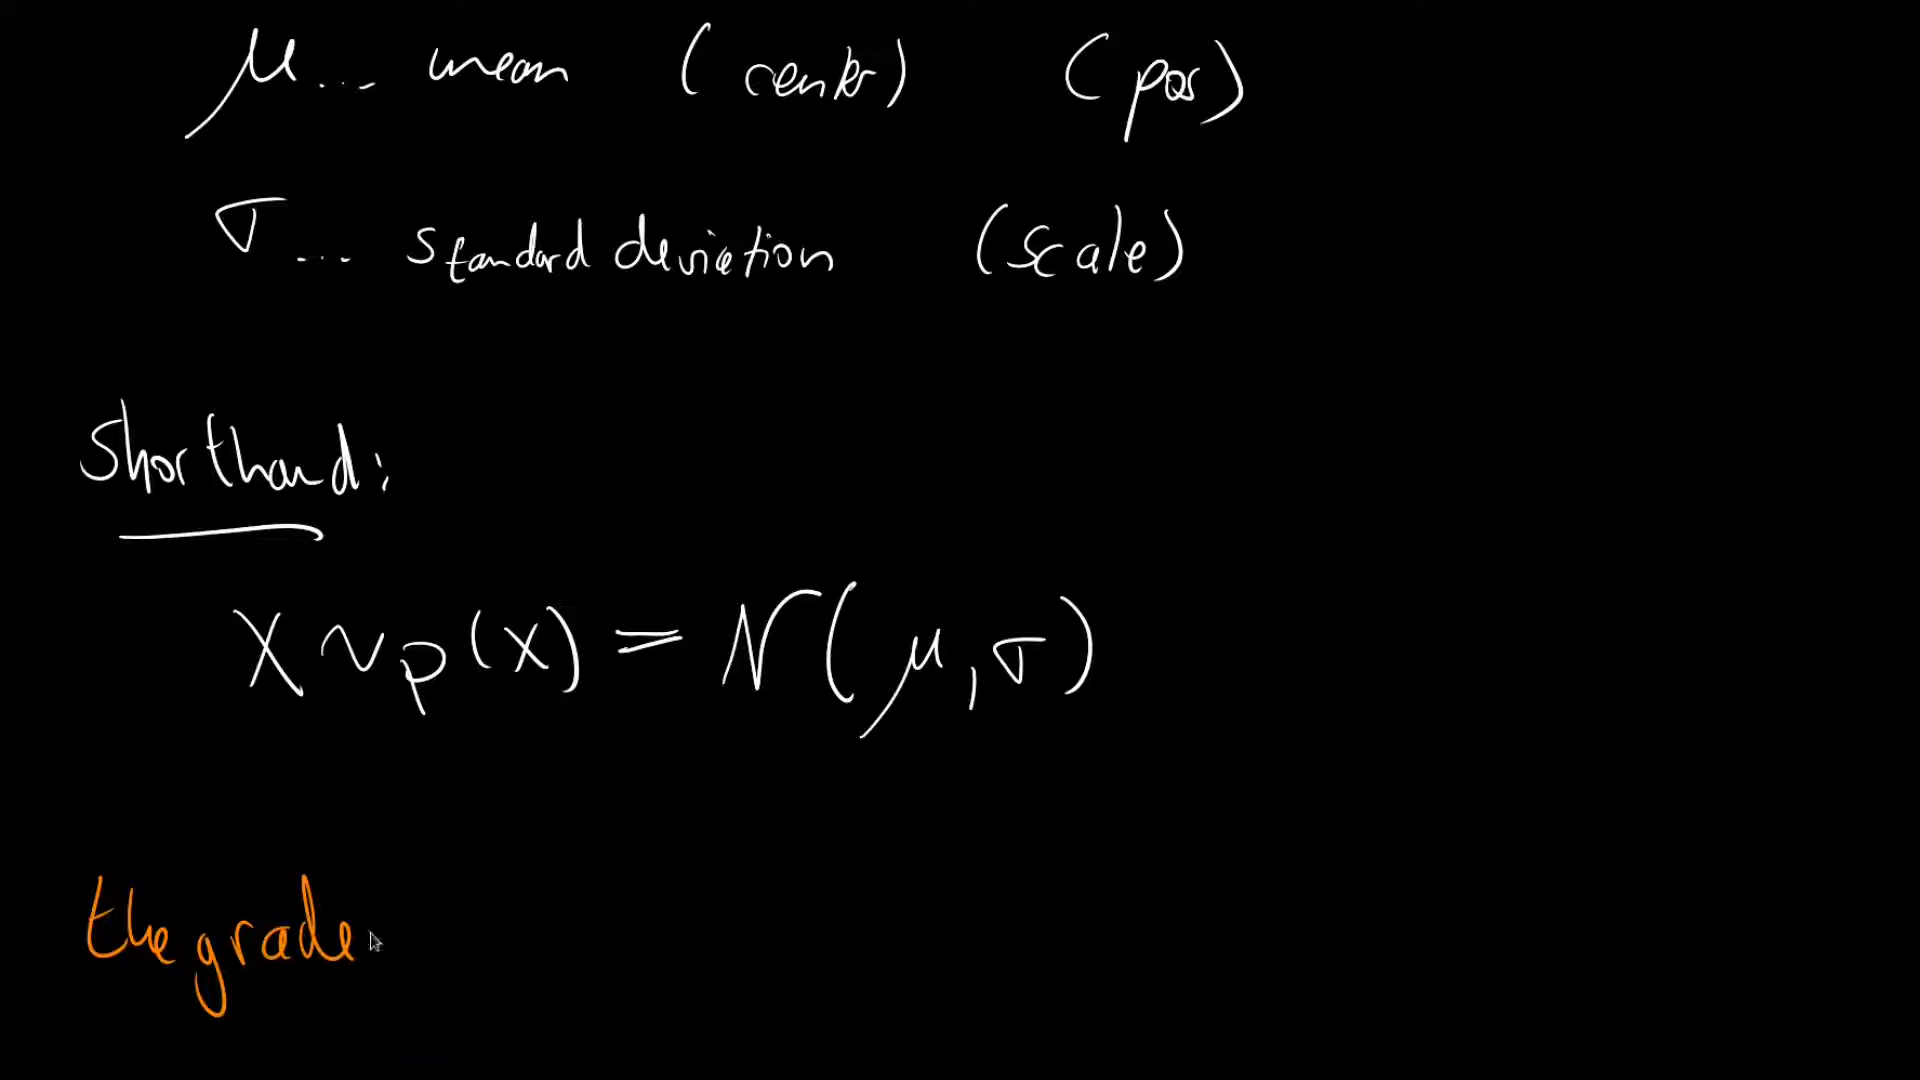 μ... mean (center) (pos)
σ... standard deviation (scale)
Shorthand:
X ~ p(X) = N(μ, σ)
the grade